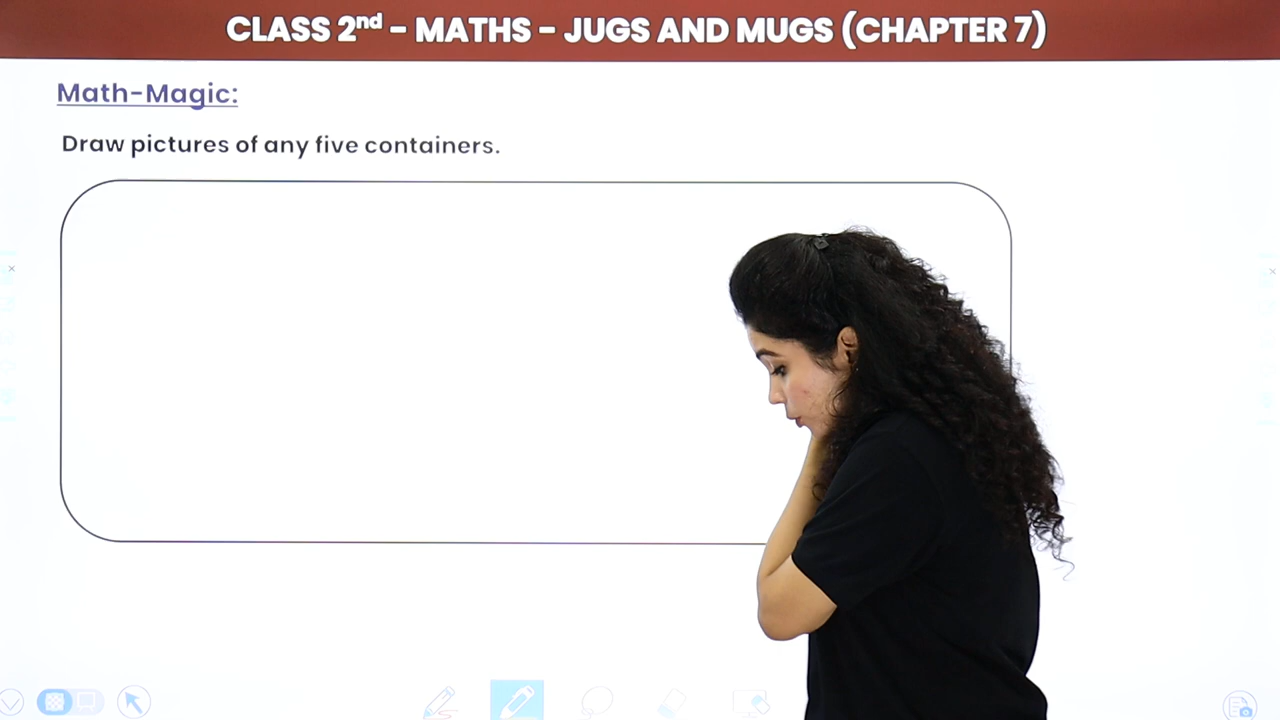 CLASS 2nd - MATHS - JUGS AND MUGS (CHAPTER 7)
Math-Magic:
Draw pictures of any five containers.